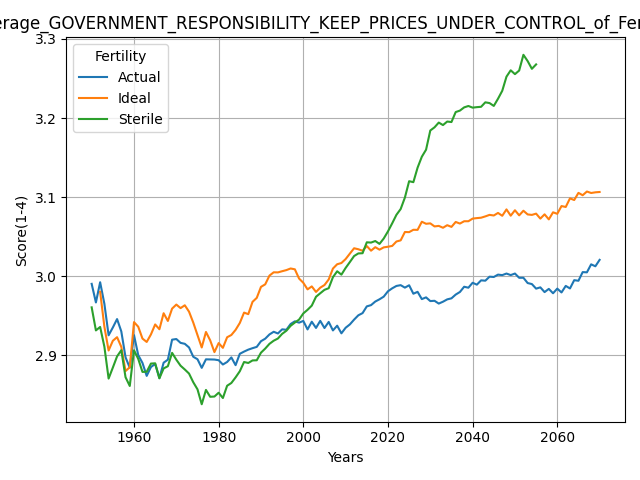 erage_GOVERNMENT_RESPONSIBILITY_KEEP_PRICES_UNDER_CONTROL_of_Fer
Fertility
Actual
Ideal
Sterile
Score(1-4)
3.3
3.2
3.1
3.0
2.9
1960 1980 2000 2020 2040 2060
Years